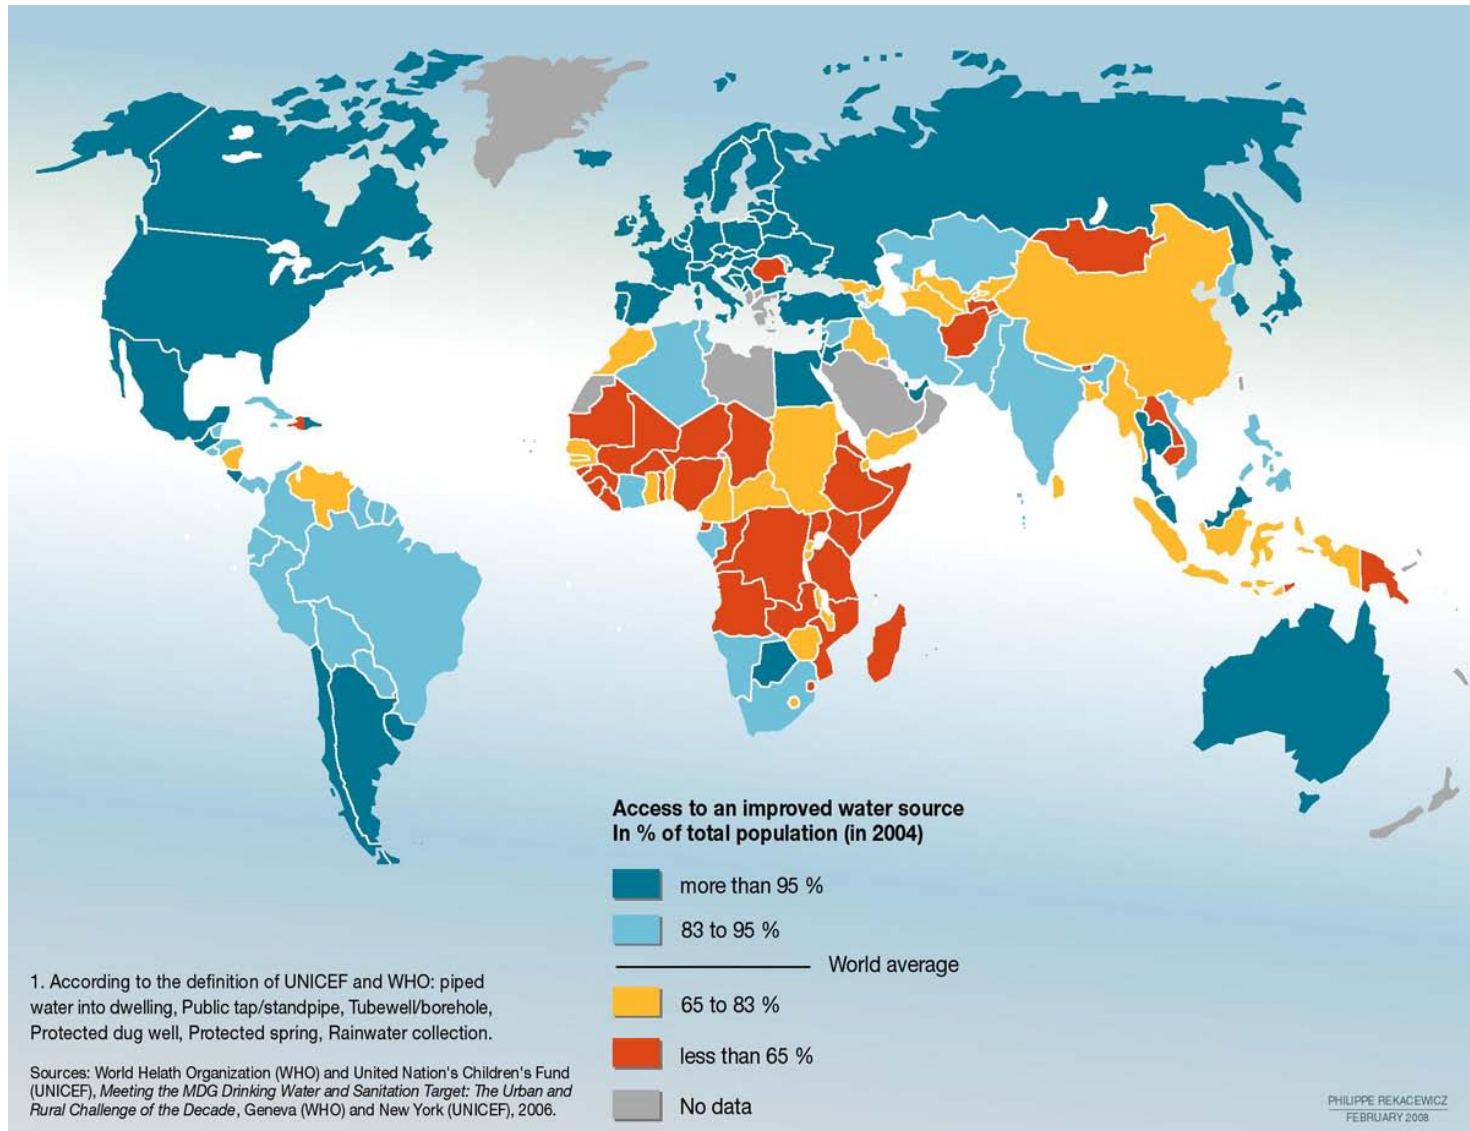 Access to an improved water source
In % of total population (in 2004)
more than 95 %
83 to 95 %
World average
65 to 83 %
less than 65 %
No data
1. According to the definition of UNICEF and WHO: piped
water into dwelling, Public tap/standpipe, Tubewell/borehole,
Protected dug well, Protected spring, Rainwater collection.
Sources: World Helath Organization (WHO) and United Nation's Children's Fund
(UNICEF), Meeting the MDG Drinking Water and Sanitation Target: The Urban and
Rural Challenge of the Decade, Geneva (WHO) and New York (UNICEF), 2006.
PHILIPPE REKACEWICZ
FEBRUARY 2008